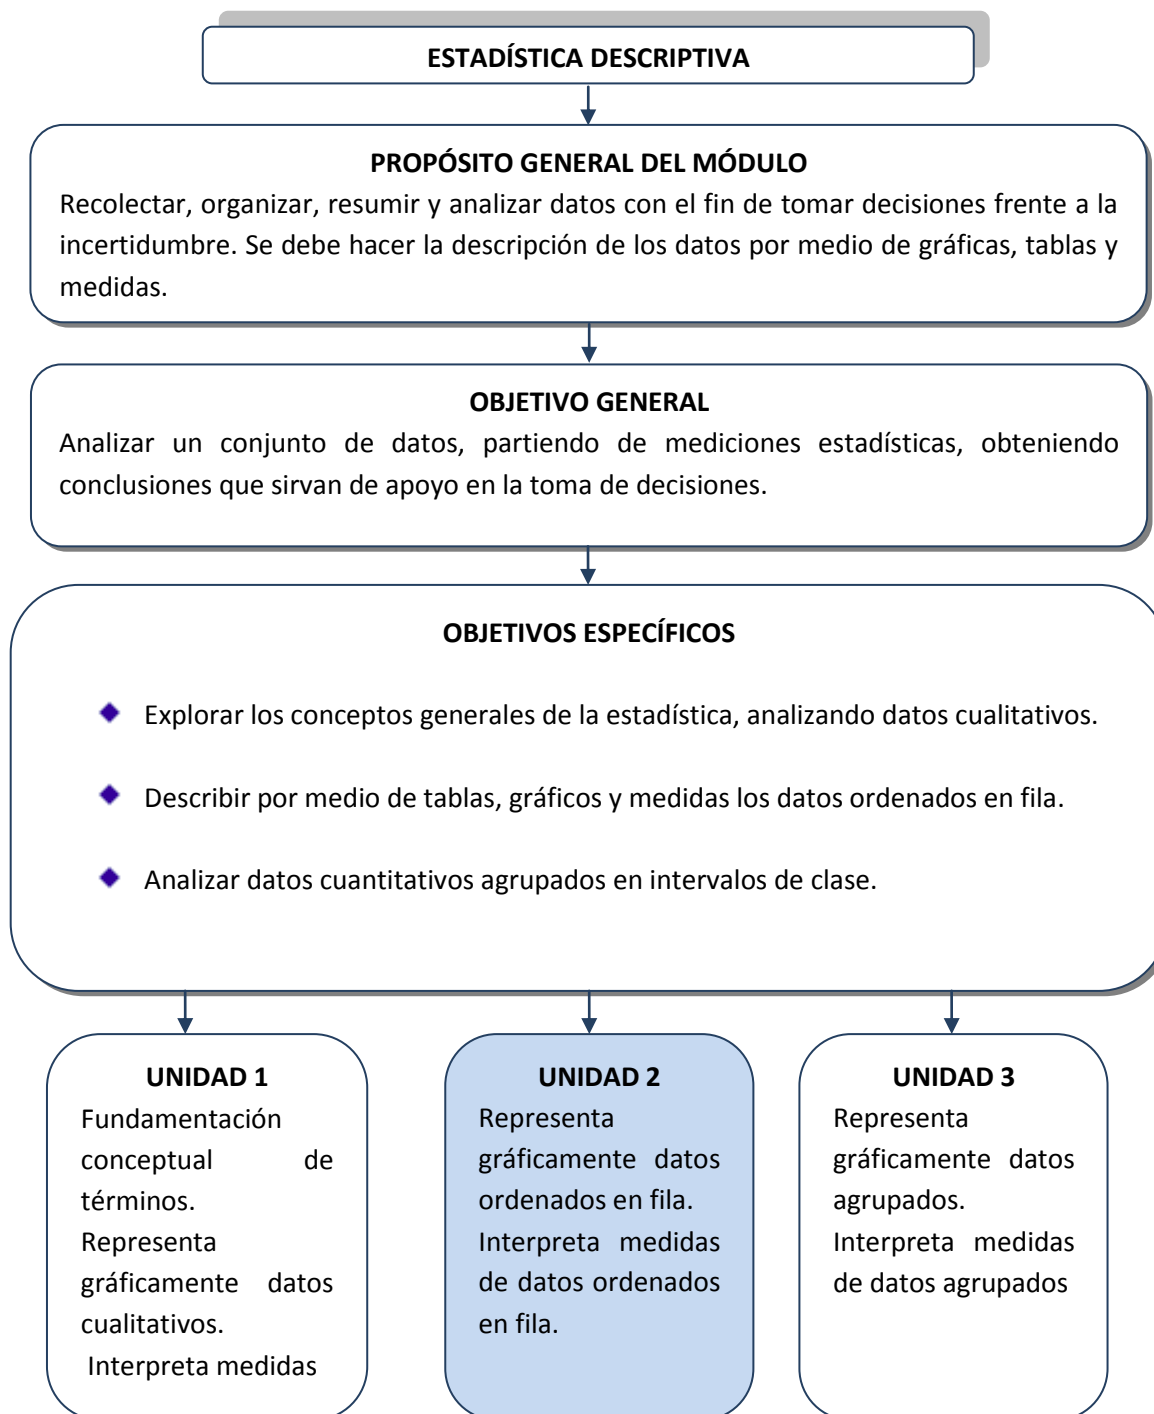 ESTADÍSTICA DESCRIPTIVA
PROPÓSITO GENERAL DEL MÓDULO
Recolectar, organizar, resumir y analizar datos con el fin de tomar decisiones frente a la
incertidumbre. Se debe hacer la descripción de los datos por medio de gráficas, tablas y
medidas.
OBJETIVO GENERAL
Analizar un conjunto de datos, partiendo de mediciones estadísticas, obteniendo
conclusiones que sirvan de apoyo en la toma de decisiones.
OBJETIVOS ESPECÍFICOS
Explorar los conceptos generales de la estadística, analizando datos cualitativos.
Describir por medio de tablas, gráficos y medidas los datos ordenados en fila.
Analizar datos cuantitativos agrupados en intervalos de clase.
UNIDAD 1
Fundamentación
conceptual de
términos.
Representa
gráficamente datos
cualitativos.
Interpreta medidas
UNIDAD 2
Representa
gráficamente datos
ordenados en fila.
Interpreta medidas
de datos ordenados
en fila.
UNIDAD 3
Representa
gráficamente datos
agrupados.
Interpreta medidas
de datos agrupados